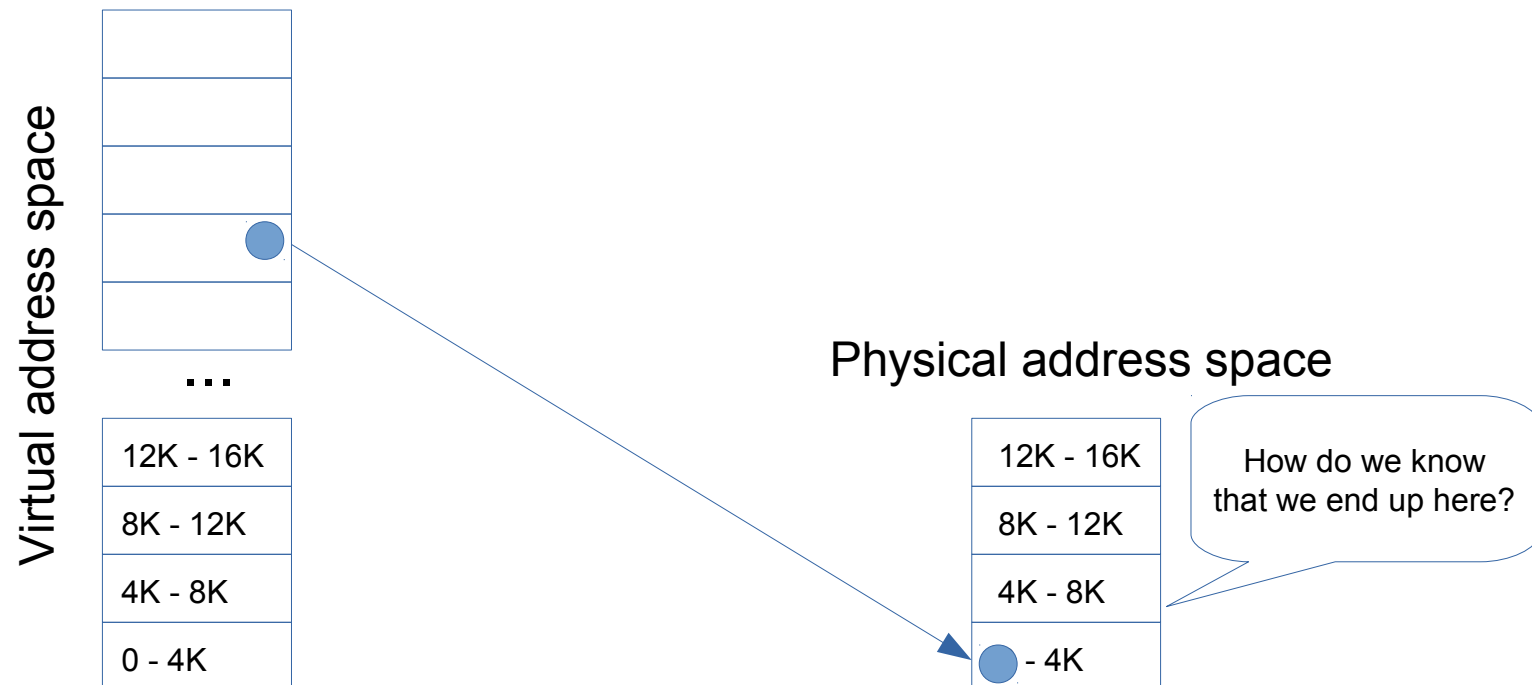 Virtual address space
...
12K - 16K
8K - 12K
4K - 8K
0 - 4K
Physical address space
12K - 16K
8K - 12K
4K - 8K
- 4K
How do we know
that we end up here?